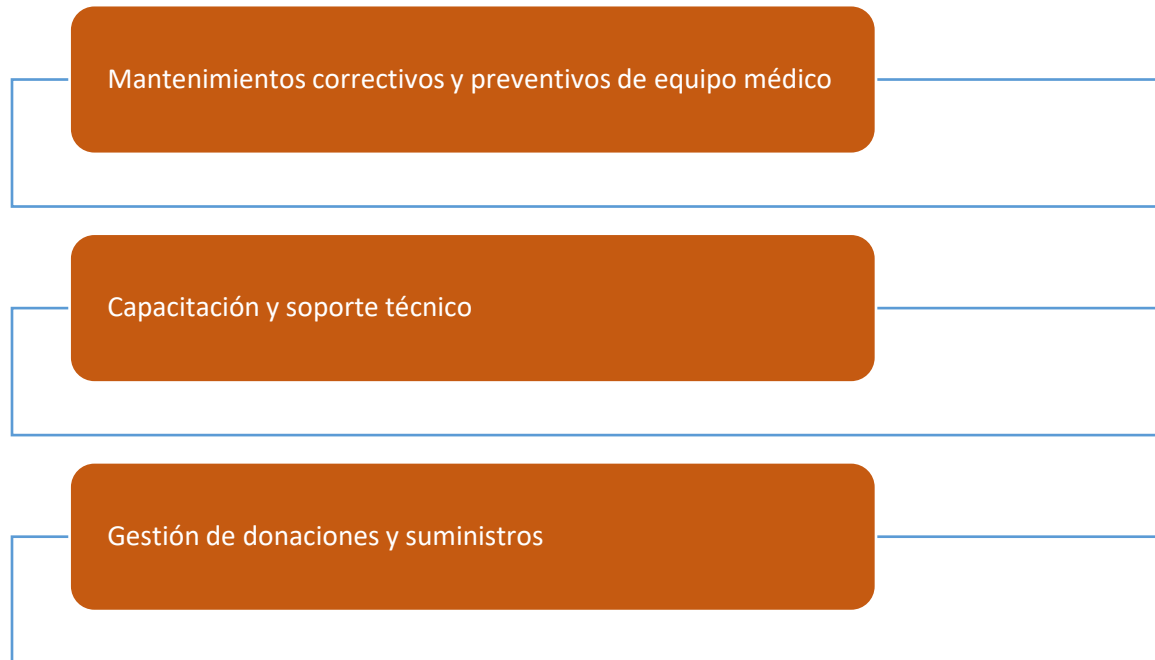 Mantenimientos correctivos y preventivos de equipo médico
Capacitación y soporte técnico
Gestión de donaciones y suministros